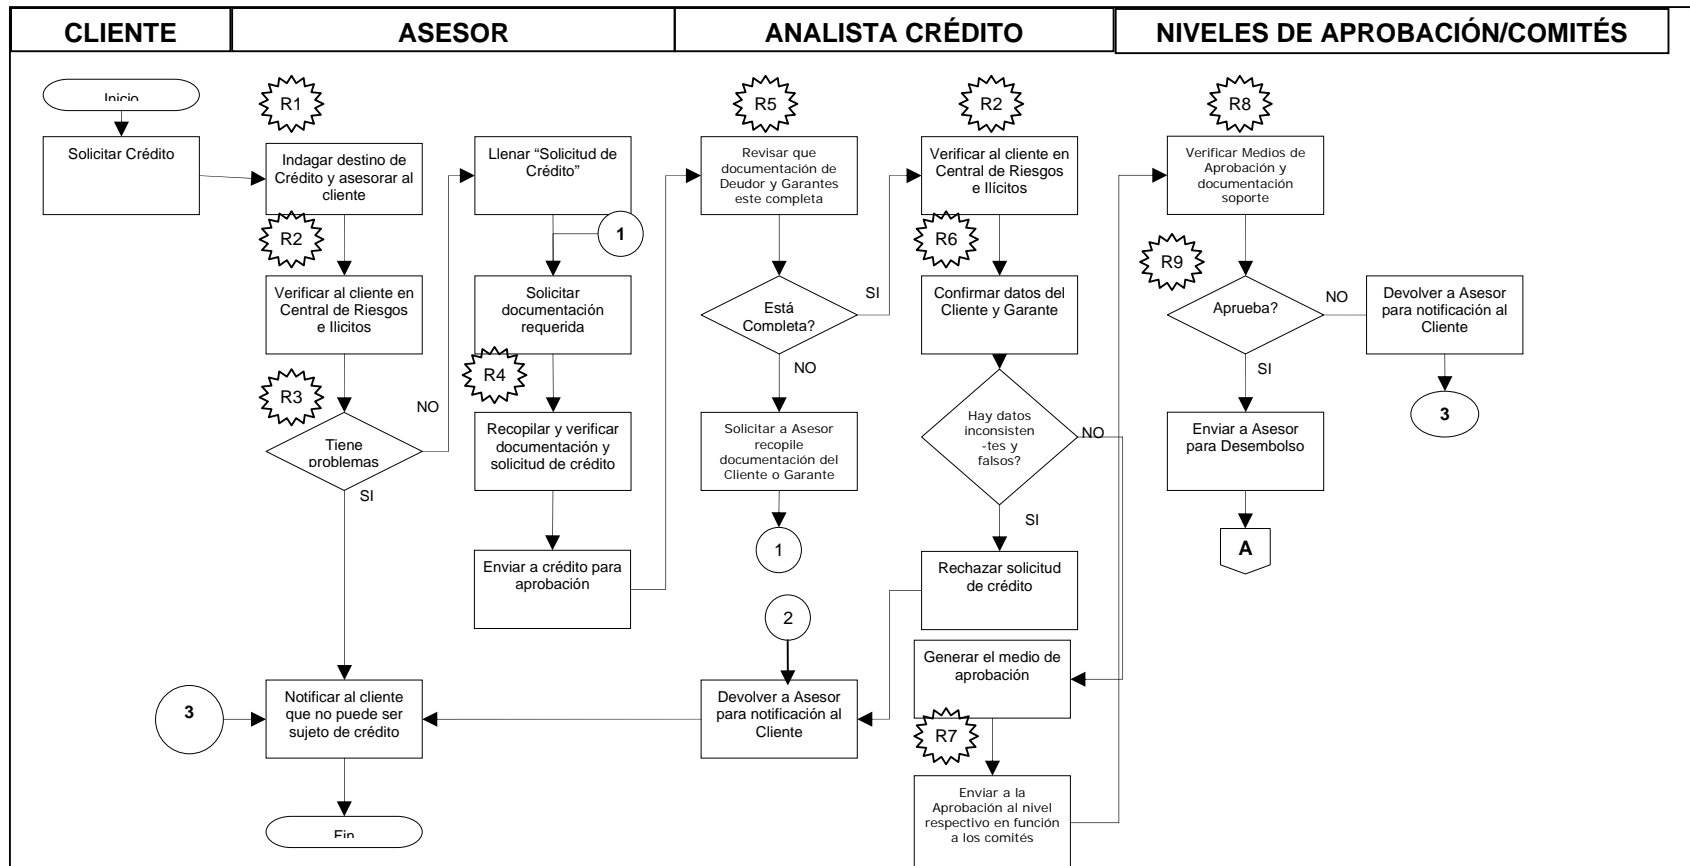 CLIENTE
ASESOR
ANALISTA CRÉDITO
NIVELES DE APROBACIÓN/COMITÉS
Inicio
Solicitar Crédito
R1
Indagar destino de
Crédito y asesorar al
cliente
R2
Verificar al cliente en
Central de Riesgos
e Ilicitos
R3
Tiene
problemas
NO
SI
3
Notificar al cliente
que no puede ser
sujeto de crédito
Fin
Llenar “Solicitud de
Crédito”
1
Solicitar
documentación
requerida
R4
Recopilar y verificar
documentación y
solicitud de crédito
Enviar a crédito para
aprobación
R5
Revisar que
documentación de
Deudor y Garantes
este completa
Está
Completa?
SI
NO
Solicitar a Asesor
recopile
documentación del
Cliente o Garante
1
2
Devolver a Asesor
para notificación al
Cliente
R2
Verificar al cliente en
Central de Riesgos
e Ilícitos
R6
Confirmar datos del
Cliente y Garante
Hay datos
inconsisten
-tes y
falsos?
NO
SI
Rechazar solicitud
de crédito
Generar el medio de
aprobación
R7
Enviar a la
Aprobación al nivel
respectivo en función
a los comités
R8
Verificar Medios de
Aprobación y
documentación
soporte
R9
Aprueba?
NO
SI
Devolver a Asesor
para notificación al
Cliente
3
Enviar a Asesor
para Desembolso
A